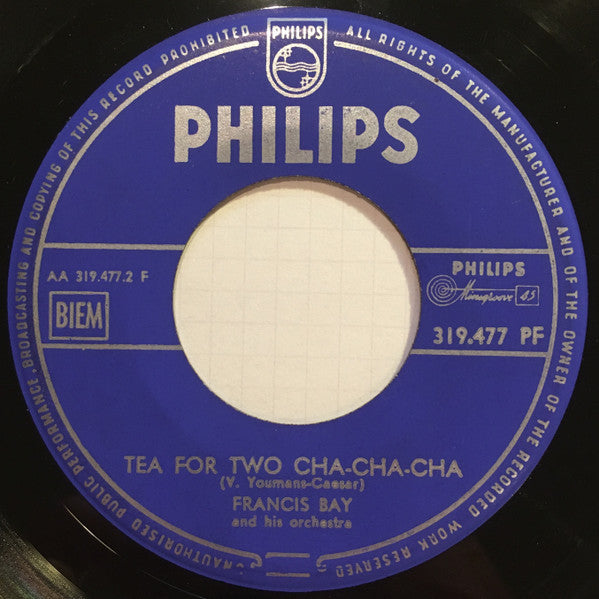 PHILIPS
PHILIPS
ALL RIGHTS OF THE MANUFACTURER AND OF THE OWNER OF THE RECORDED WORK RESERVED
UNAUTHORISED PUBLIC PERFORMANCE, BROADCASTING AND COPYING OF THIS RECORD PROHIBITED
AA 319.477.2 F
BIEM
PHILIPS
Minigroove 45
319.477 PF
TEA FOR TWO CHA-CHA-CHA
(V. Youmans-Caesar)
FRANCIS BAY
and his orchestra